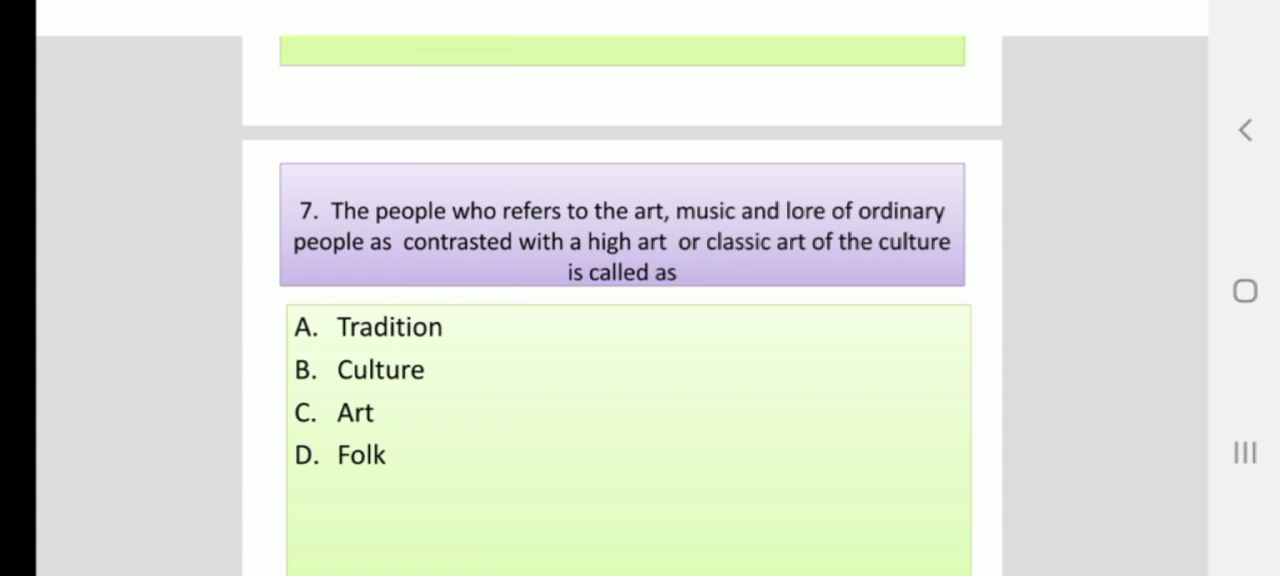 7. The people who refers to the art, music and lore of ordinary
people as contrasted with a high art or classic art of the culture
is called as
A. Tradition
B. Culture
C. Art
D. Folk